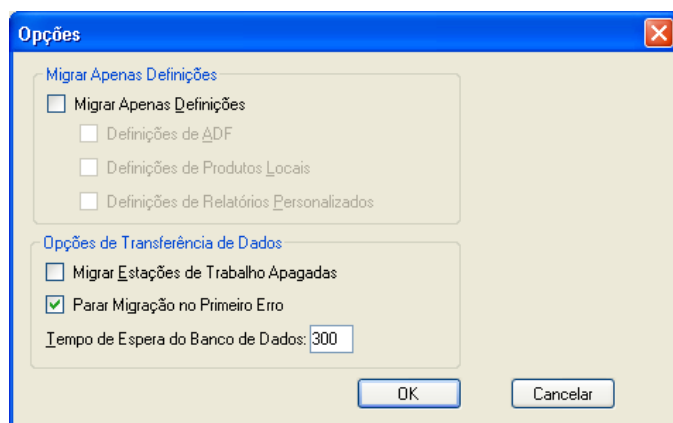 Opções
Migrar Apenas Definições
Migrar Apenas Definições
Definições de ADF
Definições de Produtos Locais
Definições de Relatórios Personalizados
Opções de Transferência de Dados
Migrar Estações de Trabalho Apagadas
Parar Migração no Primeiro Erro
Tempo de Espera do Banco de Dados: 300
OK Cancelar